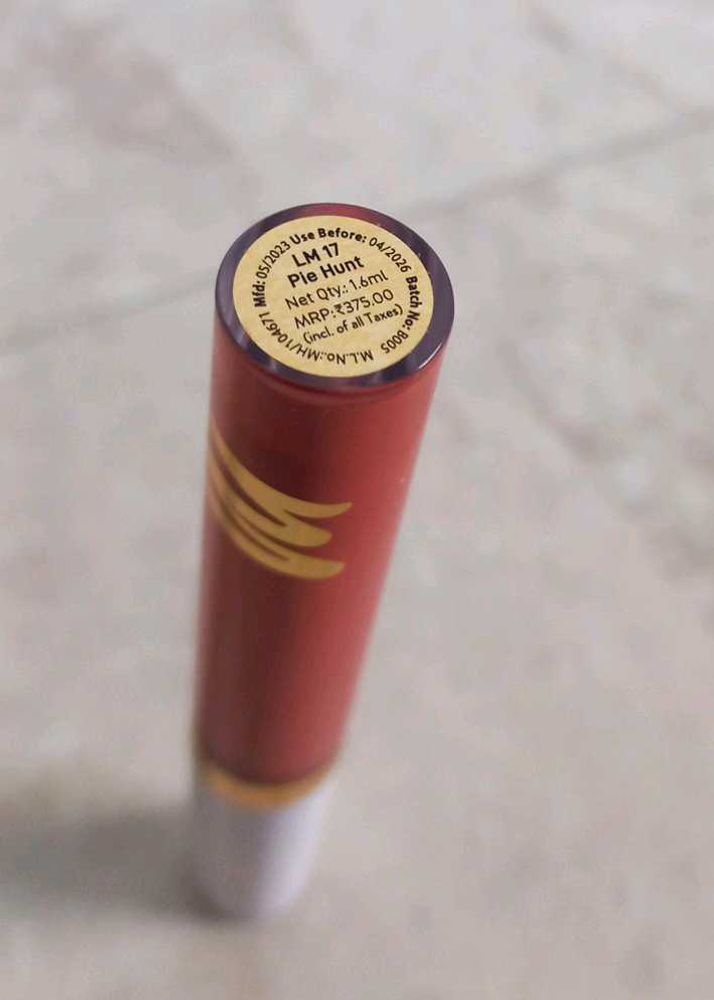 Mfd: 05/2023 Use Before: 04/2026 Batch No: B005
LM 17
Pie Hunt
Net Qty.: 1.6ml
MRP:₹375.00
(incl. of all Taxes)
M.L.No.:MH/104671